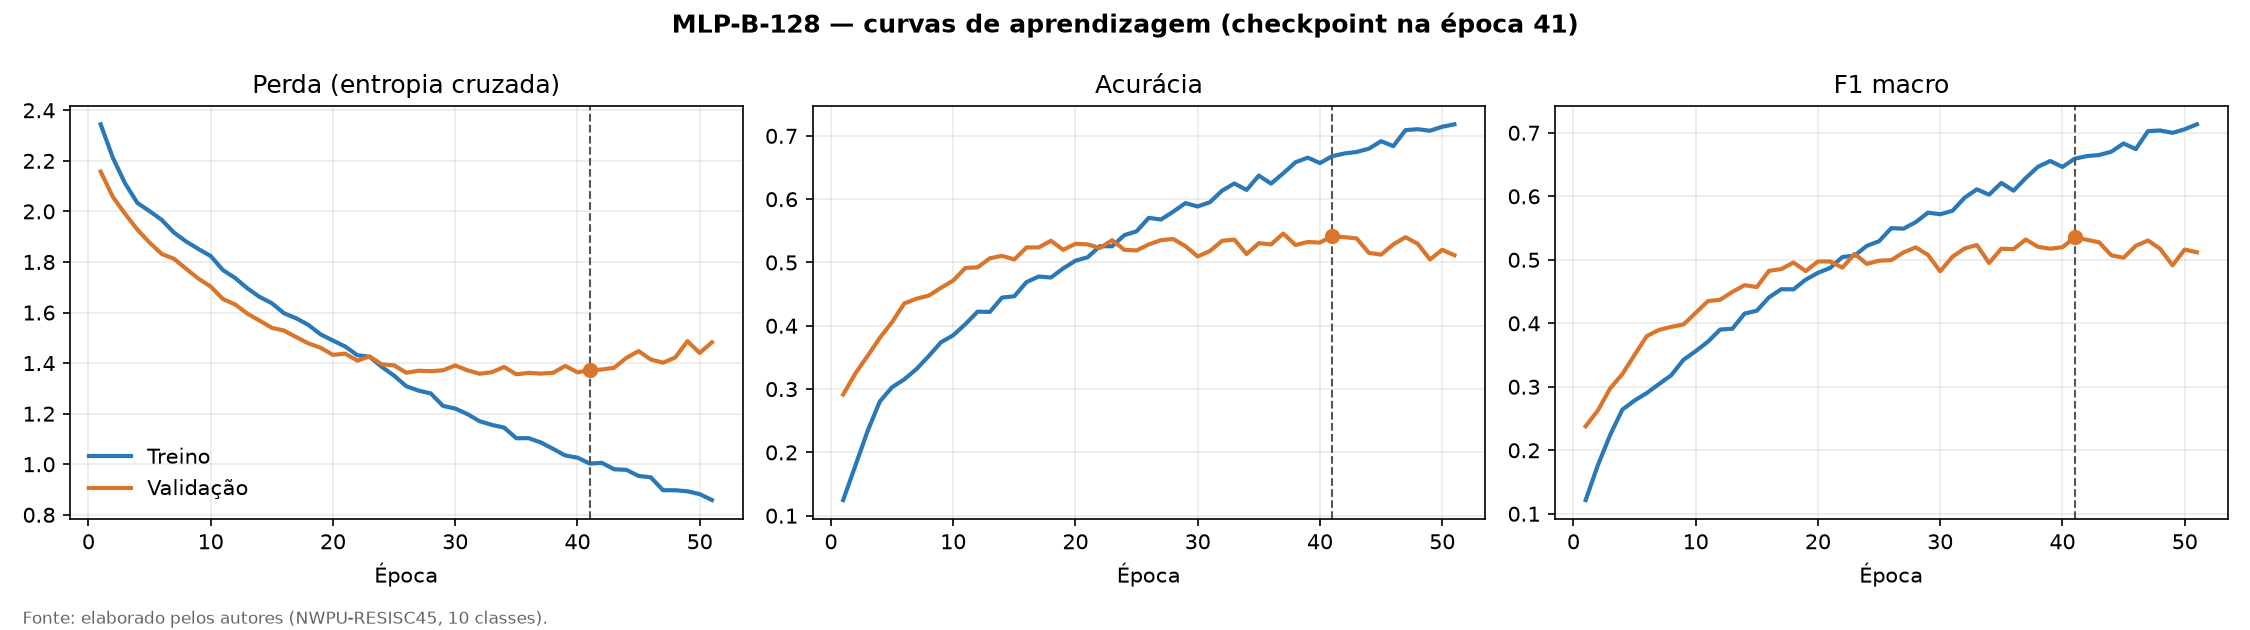 MLP-B-128 — curvas de aprendizagem (checkpoint na época 41)
Perda (entropia cruzada)
2.4
2.2
2.0
1.8
1.6
1.4
1.2
1.0
0.8
Treino
Validação
0 10 20 30 40 50
Época
Acurácia
0.7
0.6
0.5
0.4
0.3
0.2
0.1
0 10 20 30 40 50
Época
F1 macro
0.7
0.6
0.5
0.4
0.3
0.2
0.1
0 10 20 30 40 50
Época
Fonte: elaborado pelos autores (NWPU-RESISC45, 10 classes).